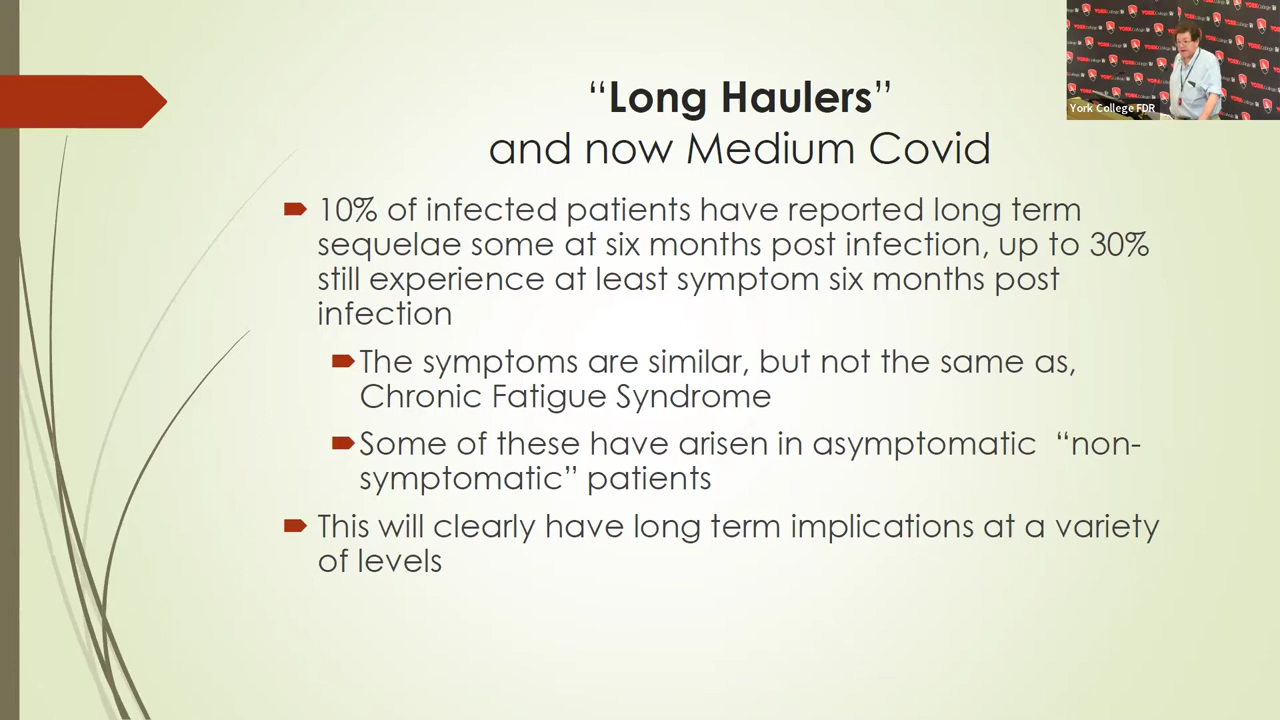 “Long Haulers”
and now Medium Covid
10% of infected patients have reported long term
sequelae some at six months post infection, up to 30%
still experience at least symptom six months post
infection
The symptoms are similar, but not the same as,
Chronic Fatigue Syndrome
Some of these have arisen in asymptomatic “non-
symptomatic” patients
This will clearly have long term implications at a variety
of levels
York College FDR